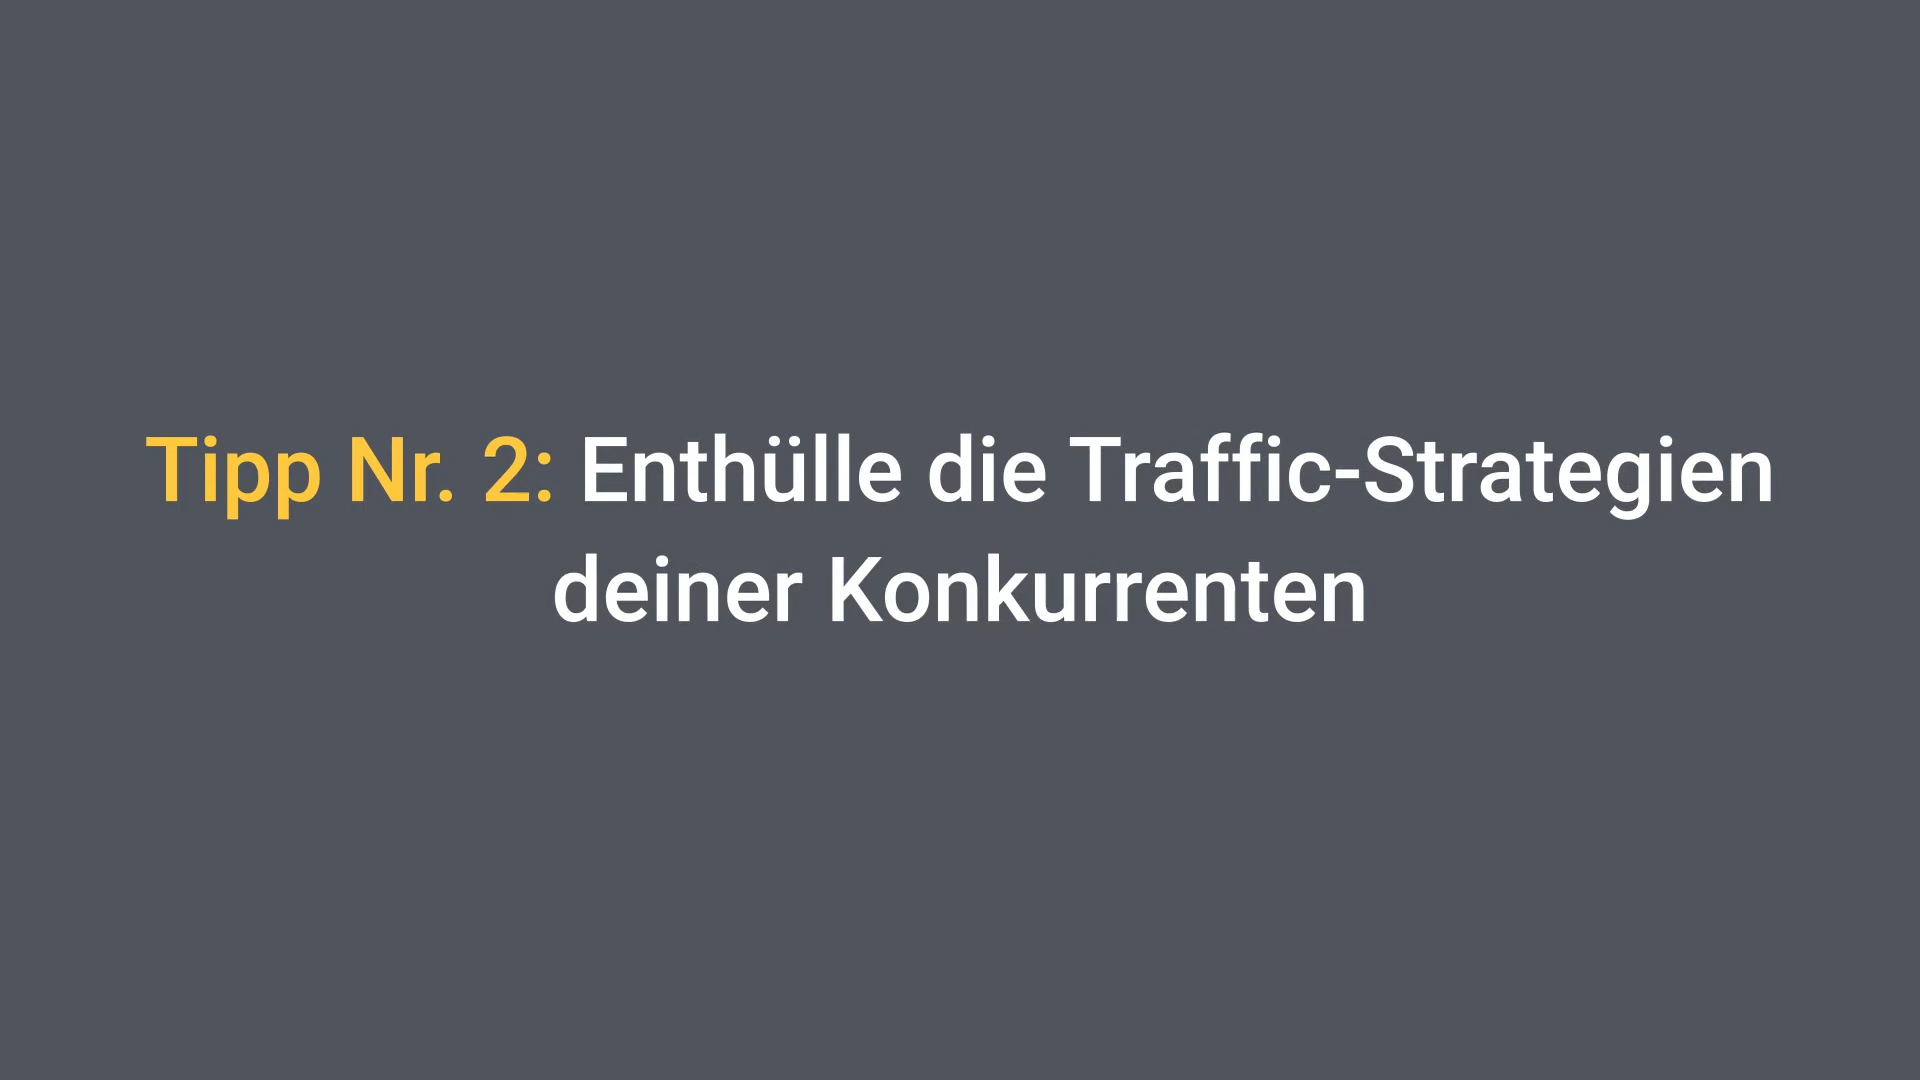 Tipp Nr. 2: Enthülle die Traffic-Strategien
deiner Konkurrenten